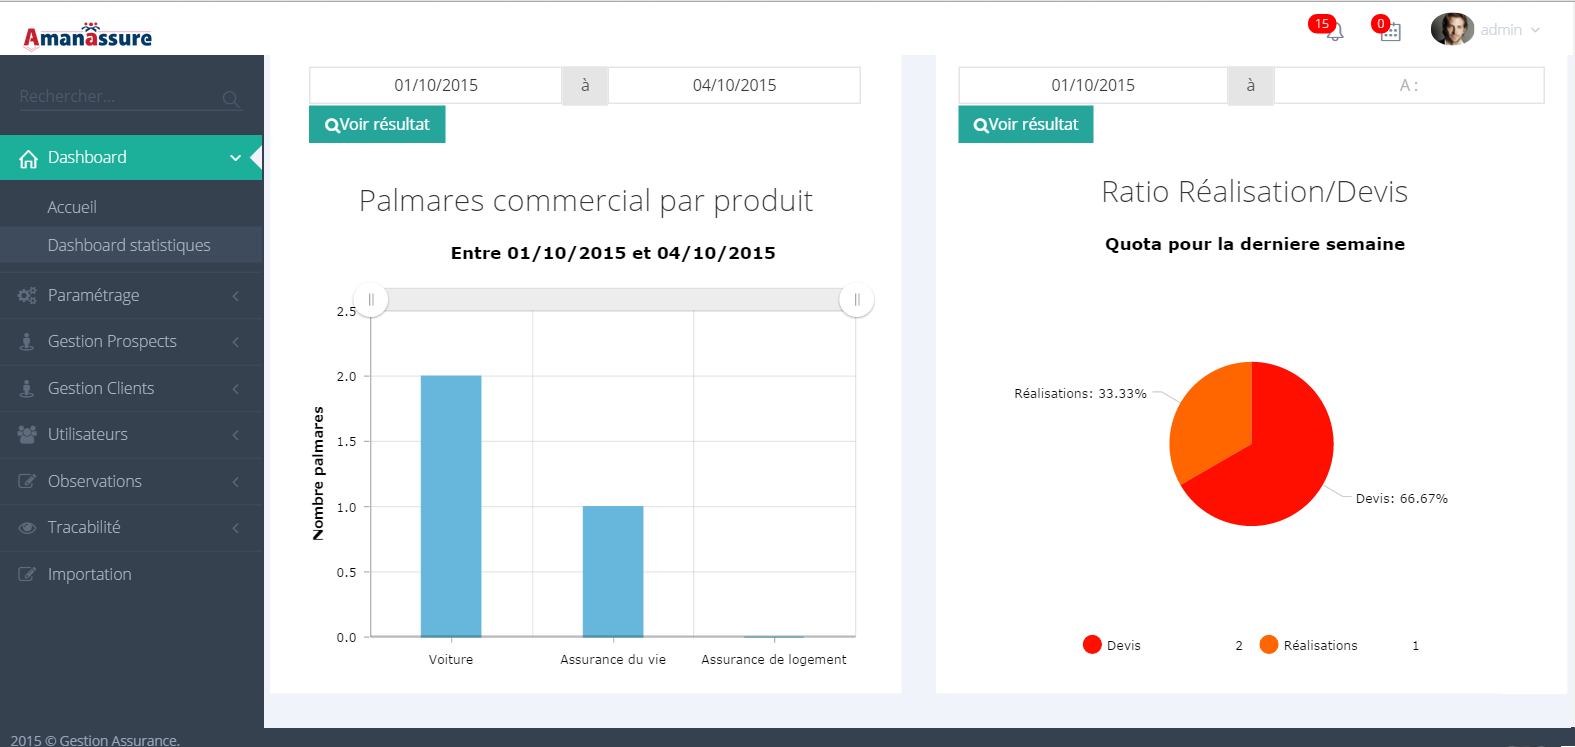 Amanassure
15
0
admin
Rechercher...
Dashboard
Accueil
Dashboard statistiques
Paramétrage
Gestion Prospects
Gestion Clients
Utilisateurs
Observations
Tracabilité
Importation
01/10/2015 à 04/10/2015
Voir résultat
Palmares commercial par produit
Entre 01/10/2015 et 04/10/2015
2.5
2.0
1.5
1.0
0.5
0.0
Nombre palmares
Voiture Assurance du vie Assurance de logement
01/10/2015 à A :
Voir résultat
Ratio Réalisation/Devis
Quota pour la derniere semaine
Réalisations: 33.33%
Devis: 66.67%
Devis 2 Réalisations 1
2015 © Gestion Assurance.